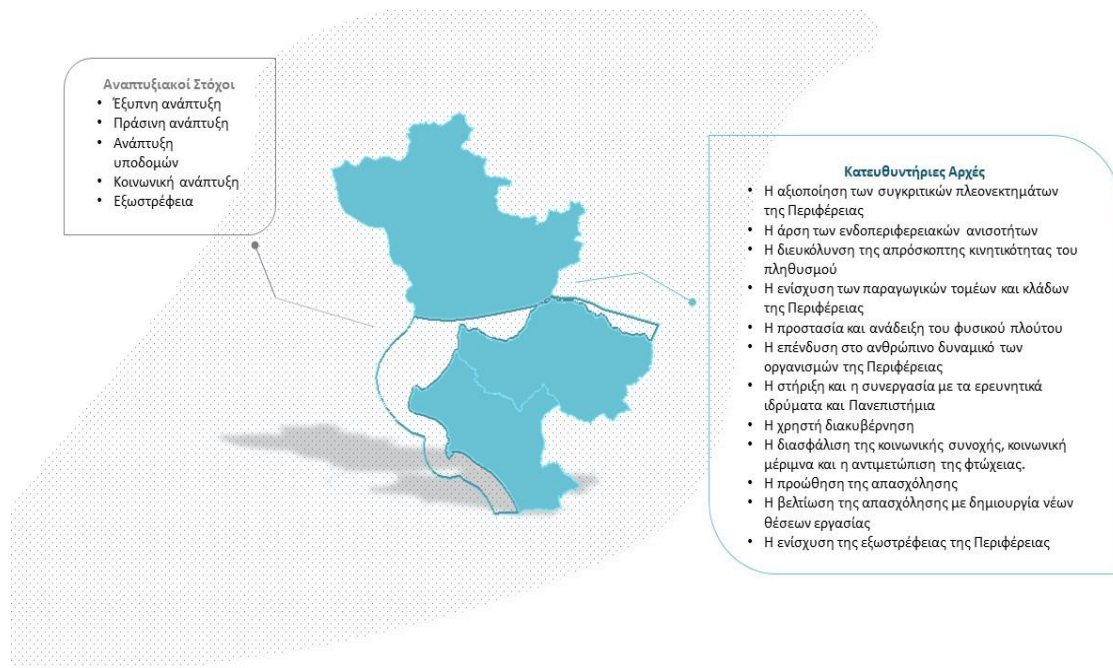 Αναπτυξιακοί Στόχοι
• Έξυπνη ανάπτυξη
• Πράσινη ανάπτυξη
• Ανάπτυξη
υποδομών
• Κοινωνική ανάπτυξη
• Εξωστρέφεια
Κατευθυντήριες Αρχές
• Η αξιοποίηση των συγκριτικών πλεονεκτημάτων
της Περιφέρειας
• Η άρση των ενδοπεριφερειακών ανισοτήτων
• Η διευκόλυνση της απρόσκοπτης κινητικότητας του
πληθυσμού
• Η ενίσχυση των παραγωγικών τομέων και κλάδων
της Περιφέρειας
• Η προστασία και ανάδειξη του φυσικού πλούτου
• Η επένδυση στο ανθρώπινο δυναμικό των
οργανισμών της Περιφέρειας
• Η στήριξη και η συνεργασία με τα ερευνητικά
ιδρύματα και Πανεπιστήμια
• Η χρηστή διακυβέρνηση
• Η διασφάλιση της κοινωνικής συνοχής, κοινωνική
μέριμνα και η αντιμετώπιση της φτώχειας.
• Η προώθηση της απασχόλησης
• Η βελτίωση της απασχόλησης με δημιουργία νέων
θέσεων εργασίας
• Η ενίσχυση της εξωστρέφειας της Περιφέρειας